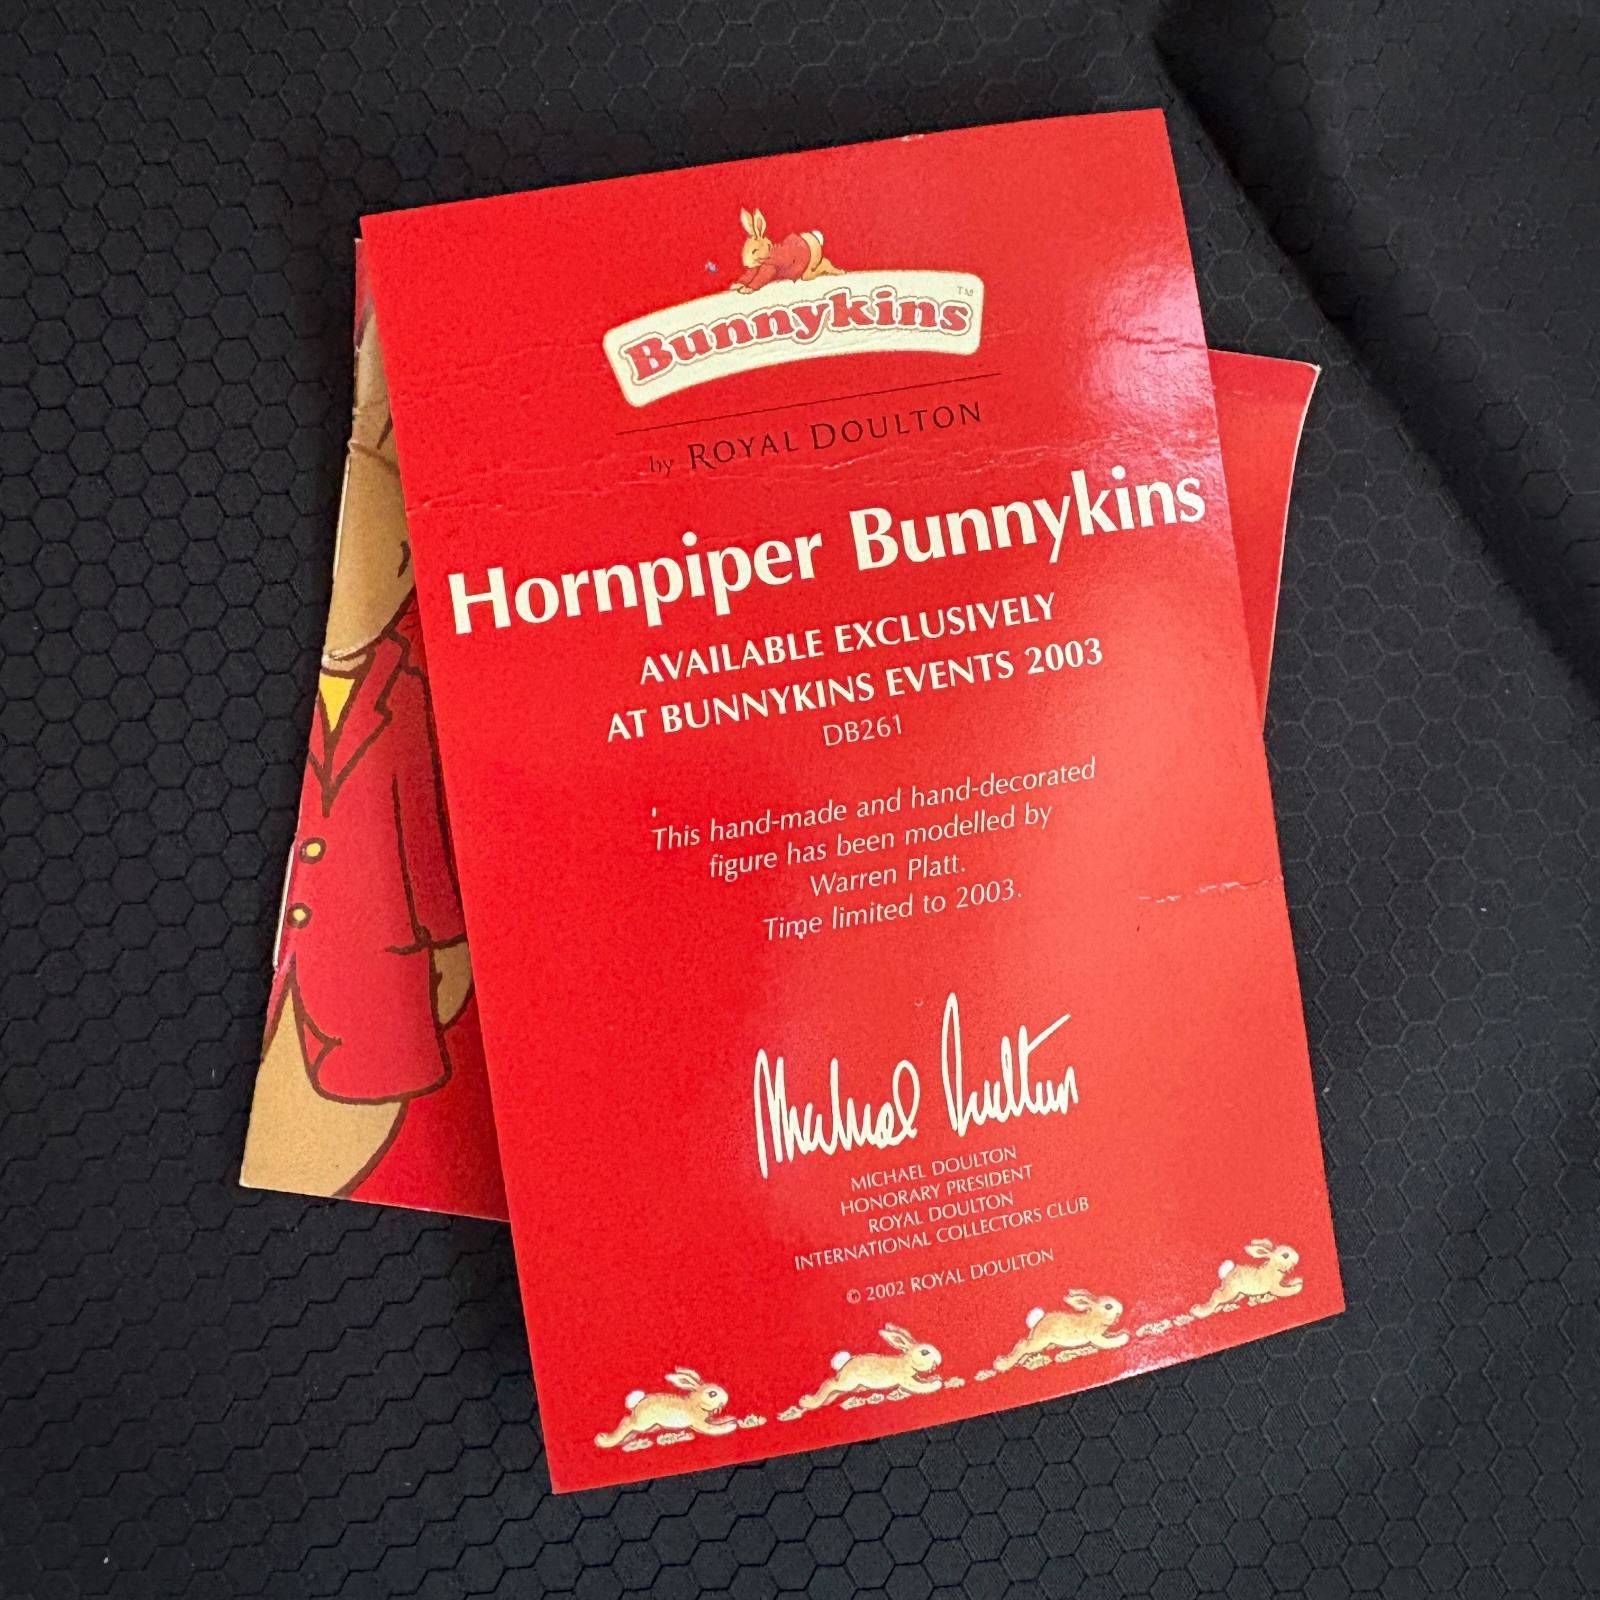 Bunnykins™
by ROYAL DOULTON
Hornpiper Bunnykins
AVAILABLE EXCLUSIVELY
AT BUNNYKINS EVENTS 2003
DB261
This hand-made and hand-decorated
figure has been modelled by
Warren Platt.
Time limited to 2003.
Michael Doulton
MICHAEL DOULTON
HONORARY PRESIDENT
ROYAL DOULTON
INTERNATIONAL COLLECTORS CLUB
© 2002 ROYAL DOULTON